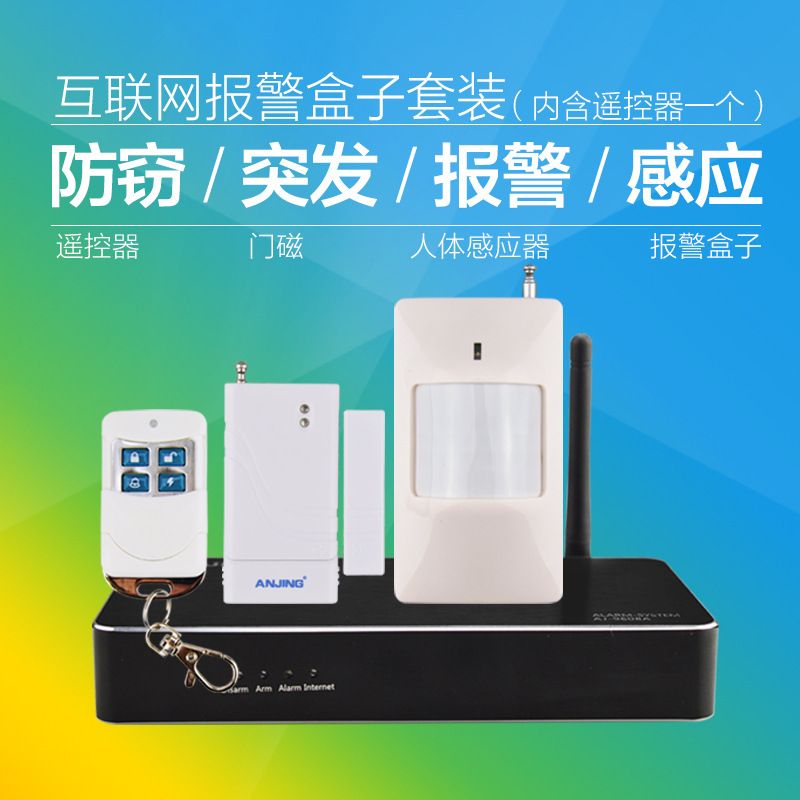 互联网报警盒子套装（内含遥控器一个）
防窃 / 突发 / 报警 / 感应
遥控器 门磁 人体感应器 报警盒子
ANJING®
ALARM-SYSTEM
AJ-9608A
Arm Alarm Internet